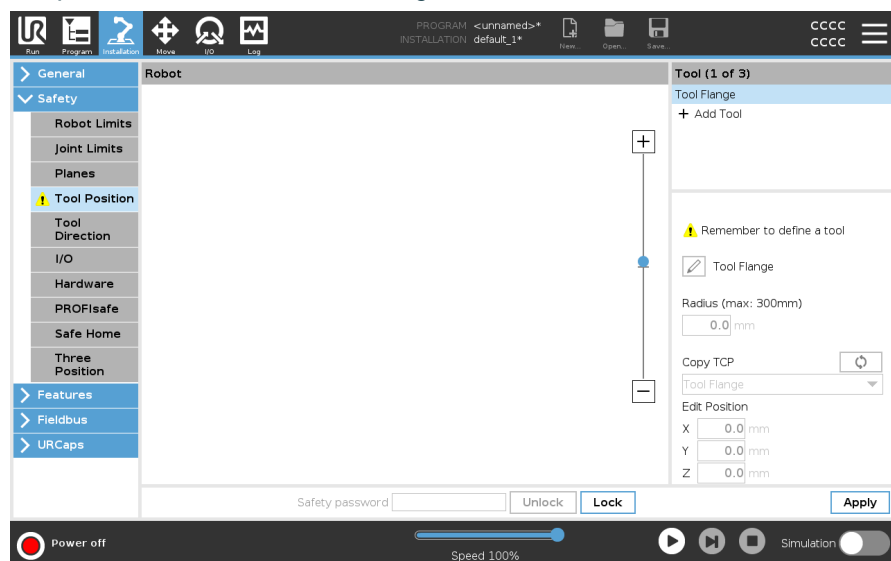 PROGRAM <unnamed>*
INSTALLATION default_1*
UR
Run
Program
Installation
Move
I/O
Log
New...
Open...
Save...
CCCC
CCCC
General
Safety
Robot Limits
Joint Limits
Planes
Tool Position
Tool
Direction
I/O
Hardware
PROFIsafe
Safe Home
Three
Position
Features
Fieldbus
URCaps
Robot
Tool (1 of 3)
Tool Flange
+ Add Tool
Remember to define a tool
Tool Flange
Radius (max: 300mm)
0.0 mm
Copy TCP
Tool Flange
Edit Position
X 0.0 mm
Y 0.0 mm
Z 0.0 mm
Safety password
Unlock
Lock
Apply
Power off
Speed 100%
Simulation